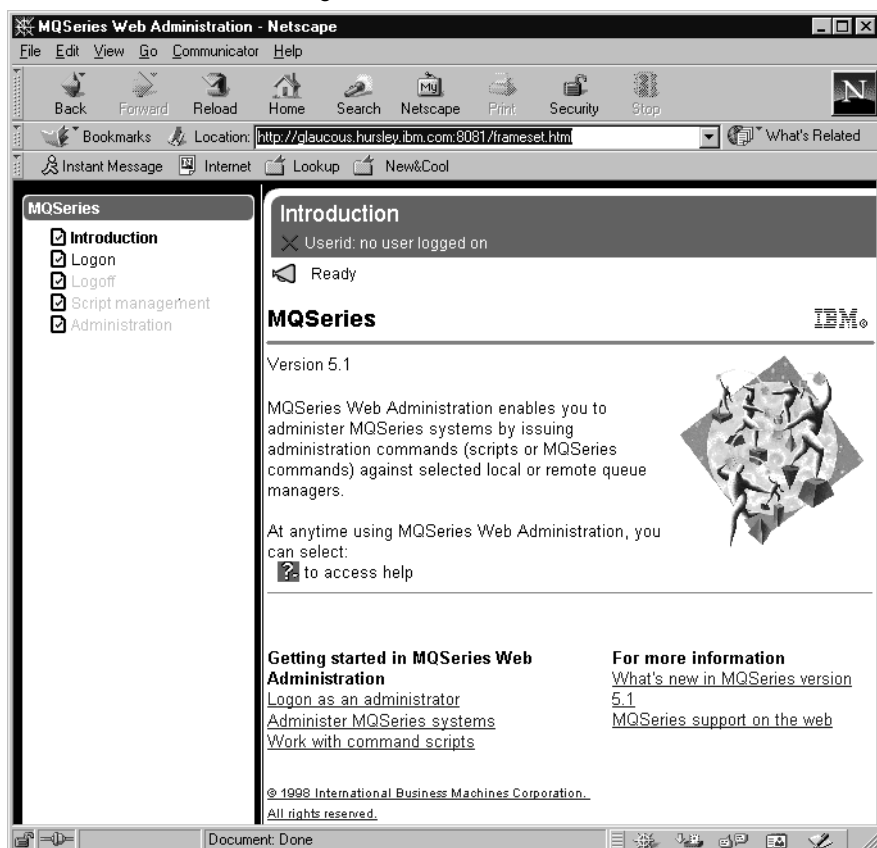 MQSeries Web Administration - Netscape
File Edit View Go Communicator Help
Back Forward Reload Home Search Netscape Print Security Stop
My
N
Bookmarks Location: http://glaucous.hursley.ibm.com:8081/frameset.htm What's Related
Instant Message Internet Lookup New&Cool
MQSeries
Introduction
Logon
Logoff
Script management
Administration
Introduction
Userid: no user logged on
Ready
MQSeries
IBM®
Version 5.1
MQSeries Web Administration enables you to
administer MQSeries systems by issuing
administration commands (scripts or MQSeries
commands) against selected local or remote queue
managers.
At anytime using MQSeries Web Administration, you
can select:
? to access help
Getting started in MQSeries Web
Administration
Logon as an administrator
Administer MQSeries systems
Work with command scripts
For more information
What's new in MQSeries version
5.1
MQSeries support on the web
© 1998 International Business Machines Corporation.
All rights reserved.
Document: Done